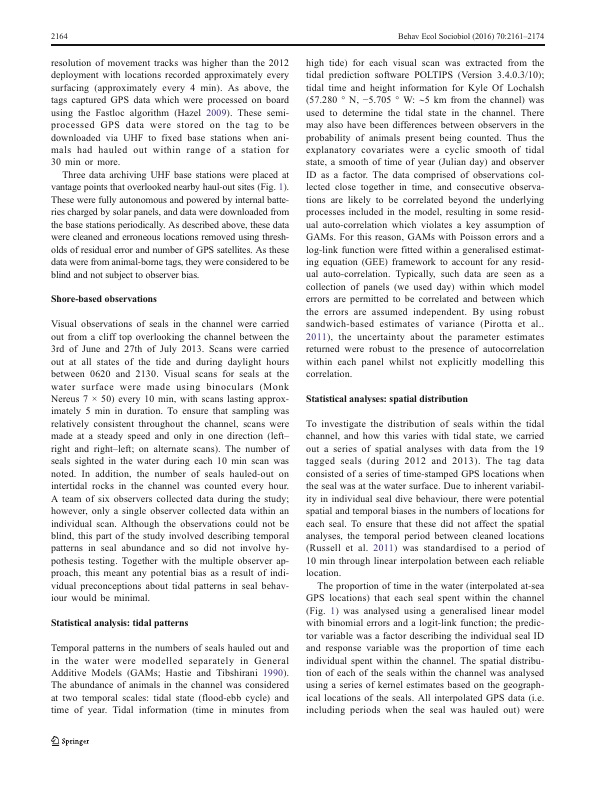 2164
Behav Ecol Sociobiol (2016) 70:2161–2174
resolution of movement tracks was higher than the 2012
deployment with locations recorded approximately every
surfacing (approximately every 4 min). As above, the
tags captured GPS data which were processed on board
using the Fastloc algorithm (Hazel 2009). These semi-
processed GPS data were stored on the tag to be
downloaded via UHF to fixed base stations when ani-
mals had hauled out within range of a station for
30 min or more.
Three data archiving UHF base stations were placed at
vantage points that overlooked nearby haul-out sites (Fig. 1).
These were fully autonomous and powered by internal batte-
ries charged by solar panels, and data were downloaded from
the base stations periodically. As described above, these data
were cleaned and erroneous locations removed using thresh-
olds of residual error and number of GPS satellites. As these
data were from animal-borne tags, they were considered to be
blind and not subject to observer bias.
Shore-based observations
Visual observations of seals in the channel were carried
out from a cliff top overlooking the channel between the
3rd of June and 27th of July 2013. Scans were carried
out at all states of the tide and during daylight hours
between 0620 and 2130. Visual scans for seals at the
water surface were made using binoculars (Monk
Nereus 7 × 50) every 10 min, with scans lasting approx-
imately 5 min in duration. To ensure that sampling was
relatively consistent throughout the channel, scans were
made at a steady speed and only in one direction (left–
right and right–left; on alternate scans). The number of
seals sighted in the water during each 10 min scan was
noted. In addition, the number of seals hauled-out on
intertidal rocks in the channel was counted every hour.
A team of six observers collected data during the study;
however, only a single observer collected data within an
individual scan. Although the observations could not be
blind, this part of the study involved describing temporal
patterns in seal abundance and so did not involve hy-
pothesis testing. Together with the multiple observer ap-
proach, this meant any potential bias as a result of indi-
vidual preconceptions about tidal patterns in seal behav-
iour would be minimal.
Statistical analysis: tidal patterns
Temporal patterns in the numbers of seals hauled out and
in the water were modelled separately in General
Additive Models (GAMs; Hastie and Tibshirani 1990).
The abundance of animals in the channel was considered
at two temporal scales: tidal state (flood-ebb cycle) and
time of year. Tidal information (time in minutes from
high tide) for each visual scan was extracted from the
tidal prediction software POLTIPS (Version 3.4.0.3/10);
tidal time and height information for Kyle Of Lochalsh
(57.280 ° N, −5.705 ° W: ~5 km from the channel) was
used to determine the tidal state in the channel. There
may also have been differences between observers in the
probability of animals present being counted. Thus the
explanatory covariates were a cyclic smooth of tidal
state, a smooth of time of year (Julian day) and observer
ID as a factor. The data comprised of observations col-
lected close together in time, and consecutive observa-
tions are likely to be correlated beyond the underlying
processes included in the model, resulting in some resid-
ual auto-correlation which violates a key assumption of
GAMs. For this reason, GAMs with Poisson errors and a
log-link function were fitted within a generalised estimat-
ing equation (GEE) framework to account for any resid-
ual auto-correlation. Typically, such data are seen as a
collection of panels (we used day) within which model
errors are permitted to be correlated and between which
the errors are assumed independent. By using robust
sandwich-based estimates of variance (Pirotta et al..
2011), the uncertainty about the parameter estimates
returned were robust to the presence of autocorrelation
within each panel whilst not explicitly modelling this
correlation.
Statistical analyses: spatial distribution
To investigate the distribution of seals within the tidal
channel, and how this varies with tidal state, we carried
out a series of spatial analyses with data from the 19
tagged seals (during 2012 and 2013). The tag data
consisted of a series of time-stamped GPS locations when
the seal was at the water surface. Due to inherent variabil-
ity in individual seal dive behaviour, there were potential
spatial and temporal biases in the numbers of locations for
each seal. To ensure that these did not affect the spatial
analyses, the temporal period between cleaned locations
(Russell et al. 2011) was standardised to a period of
10 min through linear interpolation between each reliable
location.
The proportion of time in the water (interpolated at-sea
GPS locations) that each seal spent within the channel
(Fig. 1) was analysed using a generalised linear model
with binomial errors and a logit-link function; the predic-
tor variable was a factor describing the individual seal ID
and response variable was the proportion of time each
individual spent within the channel. The spatial distribu-
tion of each of the seals within the channel was analysed
using a series of kernel estimates based on the geograph-
ical locations of the seals. All interpolated GPS data (i.e.
including periods when the seal was hauled out) were
Springer